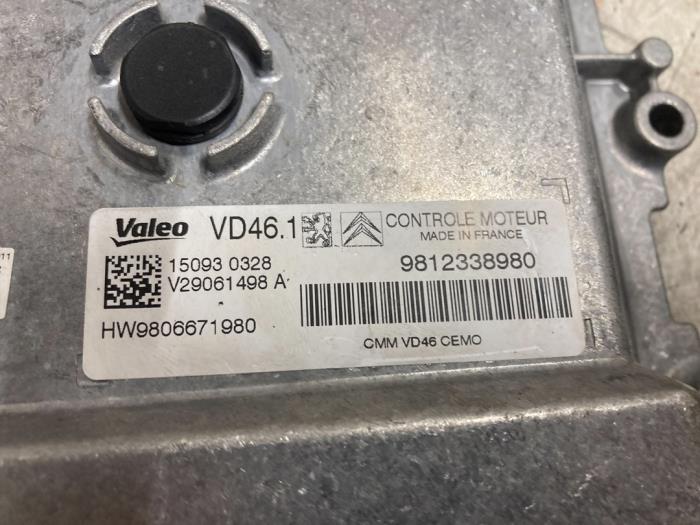 Valeo VD46.1
CONTROLE MOTEUR
MADE IN FRANCE
15093 0328
V29061498 A
9812338980
HW9806671980
CMM VD46 CEMO